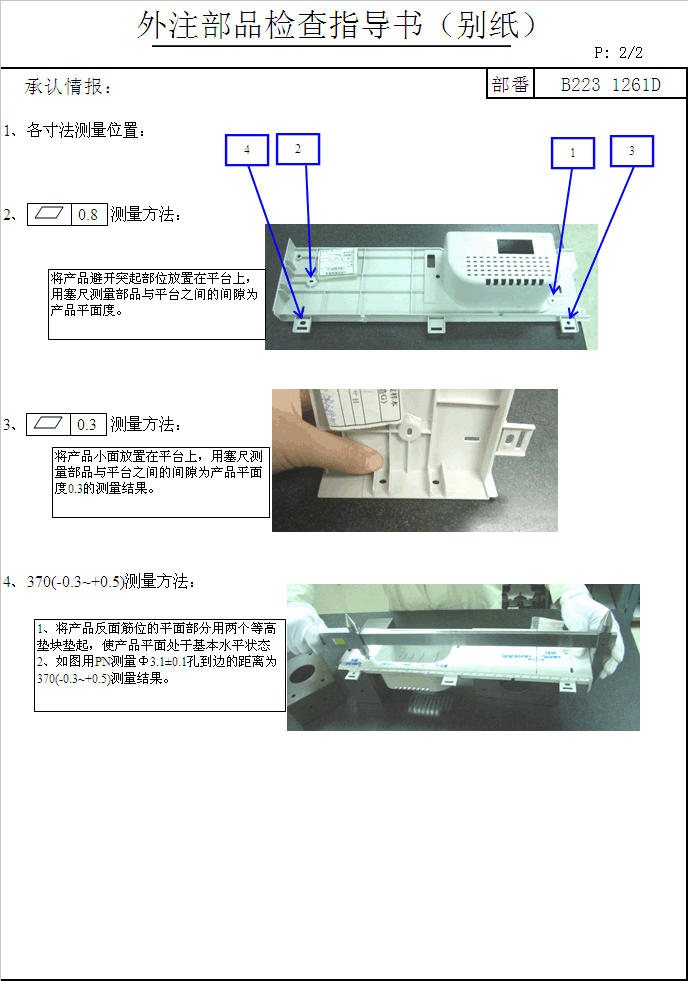 外注部品检查指导书（别纸）
P: 2/2
承认情报：
部番
B223 1261D
1、各寸法测量位置：
4
2
1
3
2、 0.8 测量方法：
将产品避开突起部位放置在平台上，
用塞尺测量部品与平台之间的间隙为
产品平面度。
3、 0.3 测量方法：
将产品小面放置在平台上，用塞尺测
量部品与平台之间的间隙为产品平面
度0.3的测量结果。
4、370(-0.3~+0.5)测量方法：
1、将产品反面筋位的平面部分用两个等高
垫块垫起，使产品平面处于基本水平状态
2、如图用PN测量Φ3.1±0.1孔到边的距离为
370(-0.3~+0.5)测量结果。